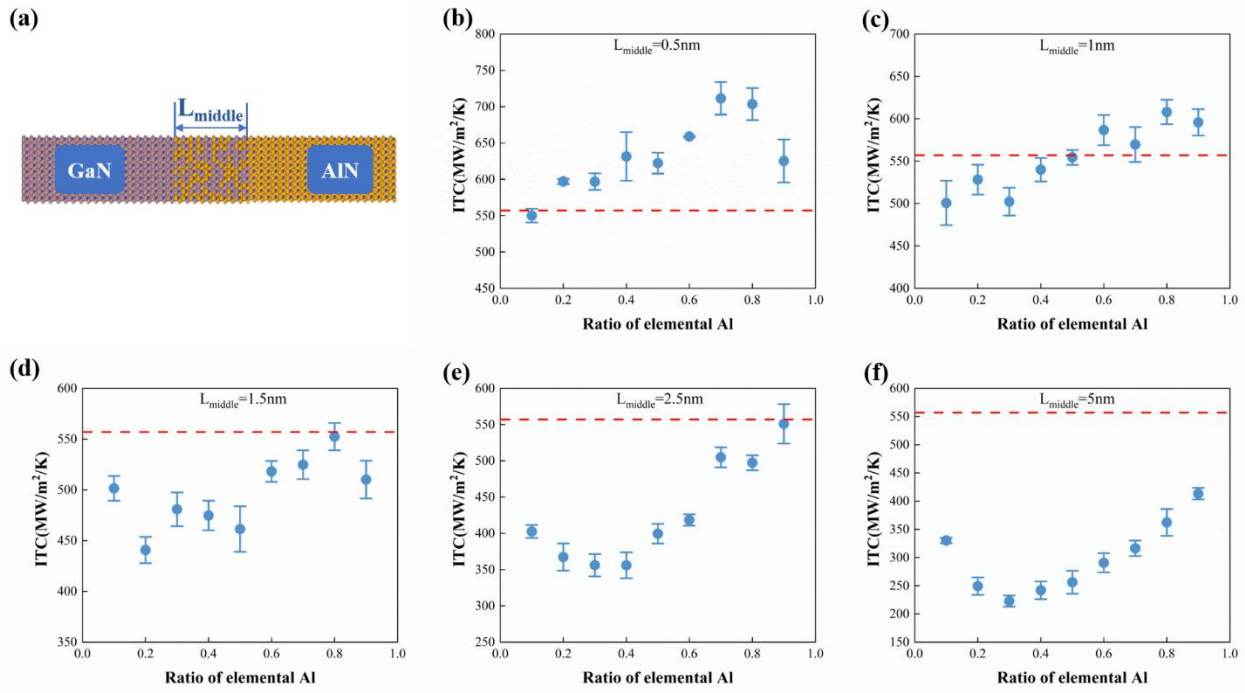 (a)
L_middle
GaN
AlN
(b)
L_middle=0.5nm
800
750
700
650
600
550
500
450
ITC(MW/m²/K)
0.0 0.2 0.4 0.6 0.8 1.0
Ratio of elemental Al
(c)
L_middle=1nm
700
650
600
550
500
450
400
ITC(MW/m²/K)
0.0 0.2 0.4 0.6 0.8 1.0
Ratio of elemental Al
(d)
L_middle=1.5nm
600
550
500
450
400
350
ITC(MW/m²/K)
0.0 0.2 0.4 0.6 0.8 1.0
Ratio of elemental Al
(e)
L_middle=2.5nm
600
550
500
450
400
350
300
250
ITC(MW/m²/K)
0.0 0.2 0.4 0.6 0.8 1.0
Ratio of elemental Al
(f)
L_middle=5nm
600
550
500
450
400
350
300
250
200
150
ITC(MW/m²/K)
0.0 0.2 0.4 0.6 0.8 1.0
Ratio of elemental Al